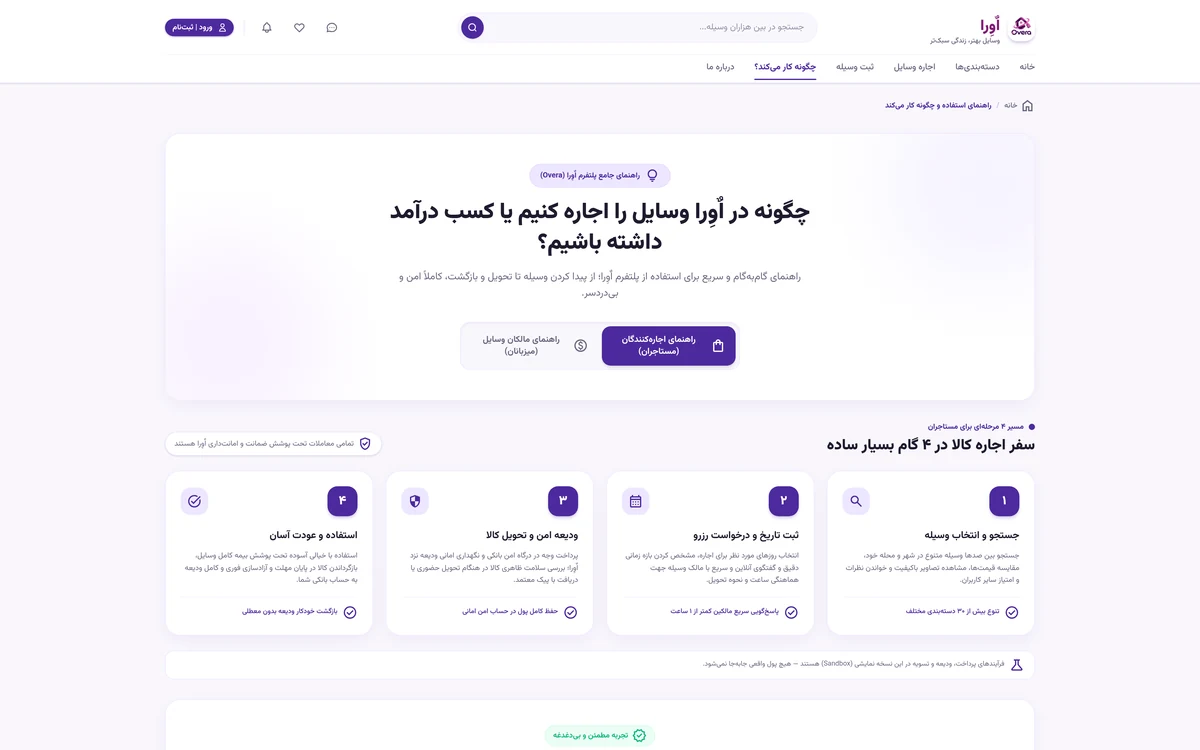 اُورا
وسایل بهتر، زندگی سبک‌تر
Overa
جستجو در بین هزاران وسیله...
ورود | ثبت‌نام
خانه
دسته‌بندی‌ها
اجاره وسایل
ثبت وسیله
چگونه کار می‌کند؟
درباره ما
خانه / راهنمای استفاده و چگونه کار می‌کند
راهنمای جامع پلتفرم اُورا (Overa)
چگونه در اُوِرا وسایل را اجاره کنیم یا کسب درآمد
داشته باشیم؟
راهنمای گام‌به‌گام و سریع برای استفاده از پلتفرم اُورا؛ از پیدا کردن وسیله تا تحویل و بازگشت، کاملاً امن و
بی‌دردسر.
راهنمای اجاره‌کنندگان
(مستاجران)
راهنمای مالکان وسایل
(میزبانان)
مسیر ۴ مرحله‌ای برای مستاجران
سفر اجاره کالا در ۴ گام بسیار ساده
تمامی معاملات تحت پوشش ضمانت و امانت‌داری اُورا هستند
۱
جستجو و انتخاب وسیله
جستجو بین صدها وسیله متنوع در شهر و محله خود،
مقایسه قیمت‌ها، مشاهده تصاویر باکیفیت و خواندن نظرات
و امتیاز سایر کاربران.
تنوع بیش از ۳۰ دسته‌بندی مختلف
۲
ثبت تاریخ و درخواست رزرو
انتخاب روزهای مورد نظر برای اجاره، مشخص کردن بازه زمانی
دقیق و گفتگوی آنلاین و سریع با مالک وسیله جهت
هماهنگی ساعت و نحوه تحویل.
پاسخ‌گویی سریع مالکین کمتر از ۱ ساعت
۳
ودیعه امن و تحویل کالا
پرداخت وجه در درگاه امن بانکی و نگهداری امانی ودیعه نزد
اُورا؛ بررسی سلامت ظاهری کالا در هنگام تحویل حضوری یا
دریافت با پیک معتمد.
حفظ کامل پول در حساب امن امانی
۴
استفاده و عودت آسان
استفاده با خیالی آسوده تحت پوشش بیمه کامل وسایل،
بازگرداندن کالا در پایان مهلت و آزادسازی فوری و کامل ودیعه
به حساب بانکی شما.
بازگشت خودکار ودیعه بدون معطلی
فرآیندهای پرداخت، ودیعه و تسویه در این نسخه نمایشی (Sandbox) هستند — هیچ پول واقعی جابه‌جا نمی‌شود.
تجربه مطمئن و بی‌دغدغه